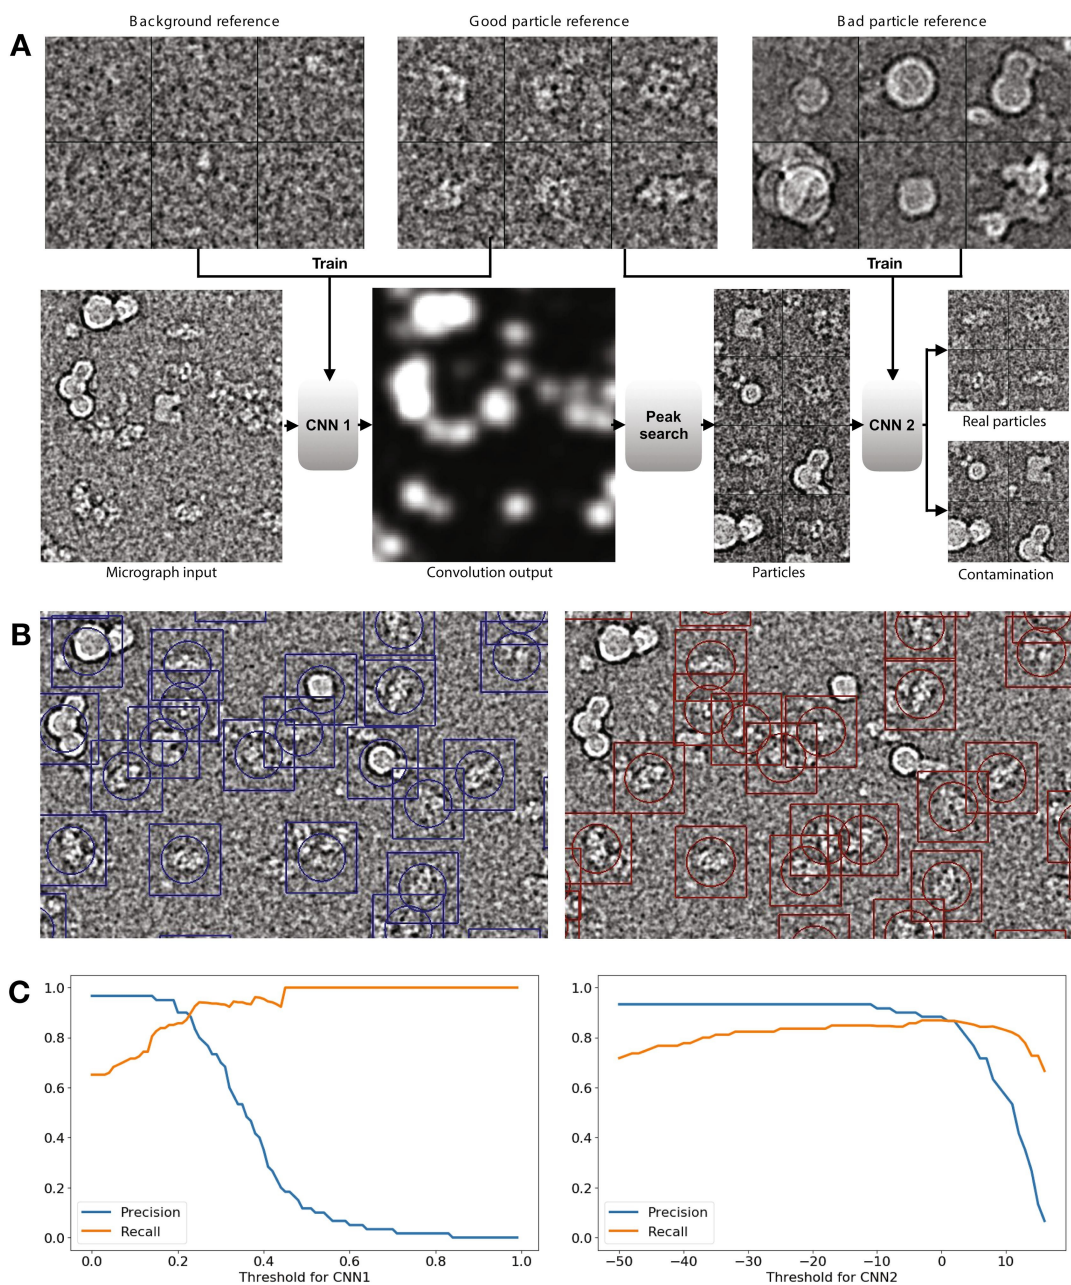 Background reference
Good particle reference
Bad particle reference
A
Train
Train
CNN 1
Peak
search
CNN 2
Real particles
Micrograph input
Convolution output
Particles
Contamination
B
C
1.0
0.8
0.6
0.4
0.2
0.0
Precision
Recall
0.0 0.2 0.4 0.6 0.8 1.0
Threshold for CNN1
1.0
0.8
0.6
0.4
0.2
0.0
Precision
Recall
−50 −40 −30 −20 −10 0 10
Threshold for CNN2